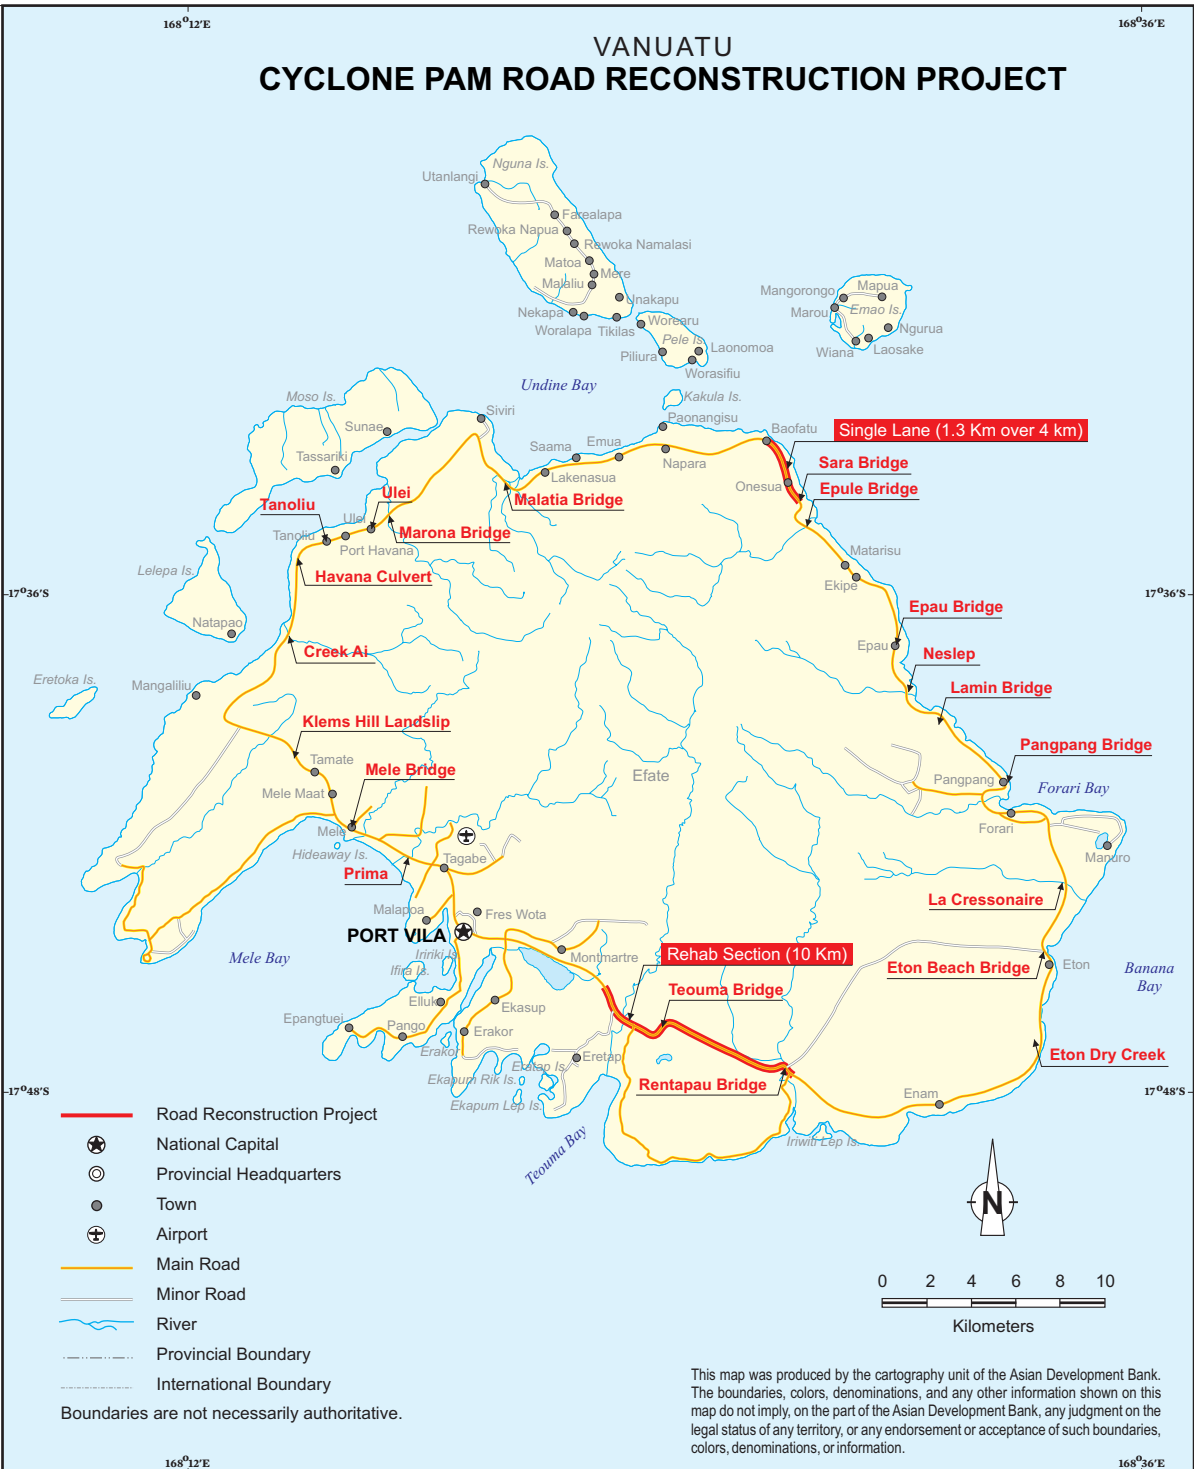 168°12'E
168°36'E
VANUATU
CYCLONE PAM ROAD RECONSTRUCTION PROJECT
Nguna Is.
Utanlangi
Farealapa
Rewoka Napua
Rewoka Namalasi
Matoa
Mere
Malaliu
Unakapu
Nekapa
Woralapa
Tikilas
Worearu
Pele Is.
Laonomoa
Piliura
Worasifiu
Mangorongo
Mapua
Marou
Emao Is.
Ngurua
Wiana
Laosake
Undine Bay
Kakula Is.
Moso Is.
Siviri
Paonangisu
Baofatu
Single Lane (1.3 Km over 4 km)
Sunae
Saama
Emua
Napara
Tassariki
Lakenasua
Onesua
Sara Bridge
Epule Bridge
Ulei
Malatia Bridge
Tanoliu
Ulei
Marona Bridge
Tanoliu
Port Havana
Matarisu
Lelepa Is.
Havana Culvert
Ekipe
17°36'S
17°36'S
Natapao
Epau Bridge
Creek Ai
Epau
Neslep
Eretoka Is.
Mangaliliu
Lamin Bridge
Klems Hill Landslip
Pangpang Bridge
Tamate
Mele Bridge
Efate
Pangpang
Forari Bay
Mele Maat
Mele
Forari
Hideaway Is.
Tagabe
Manuro
Prima
La Cressonaire
Malapoa
Fres Wota
PORT VILA
Mele Bay
Iririki Is.
Ifira Is.
Montmartre
Rehab Section (10 Km)
Eton Beach Bridge
Eton
Banana
Bay
Teouma Bridge
Elluk
Ekasup
Epangtuei
Pango
Erakor
Erakor
Eretap
Eratap Is.
Eton Dry Creek
Ekapum Rik Is.
Rentapau Bridge
Ekapum Lep Is.
Enam
17°48'S
17°48'S
Teouma Bay
Iriwiti Lep Is.
Road Reconstruction Project
National Capital
Provincial Headquarters
Town
Airport
Main Road
Minor Road
River
Provincial Boundary
International Boundary
Boundaries are not necessarily authoritative.
N
0 2 4 6 8 10
Kilometers
This map was produced by the cartography unit of the Asian Development Bank.
The boundaries, colors, denominations, and any other information shown on this
map do not imply, on the part of the Asian Development Bank, any judgment on the
legal status of any territory, or any endorsement or acceptance of such boundaries,
colors, denominations, or information.
168°12'E
168°36'E